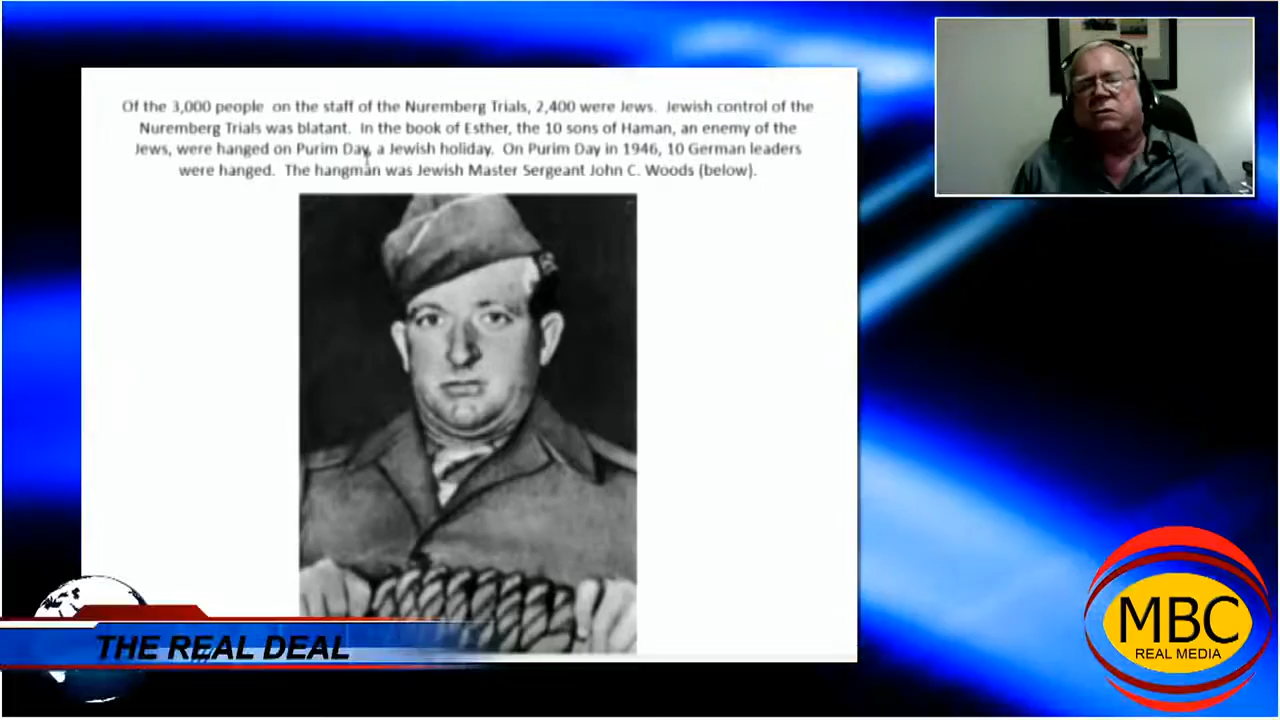 Of the 3,000 people on the staff of the Nuremberg Trials, 2,400 were Jews. Jewish control of the
Nuremberg Trials was blatant. In the book of Esther, the 10 sons of Haman, an enemy of the
Jews, were hanged on Purim Day, a Jewish holiday. On Purim Day in 1946, 10 German leaders
were hanged. The hangman was Jewish Master Sergeant John C. Woods (below).
THE REAL DEAL
MBC
REAL MEDIA